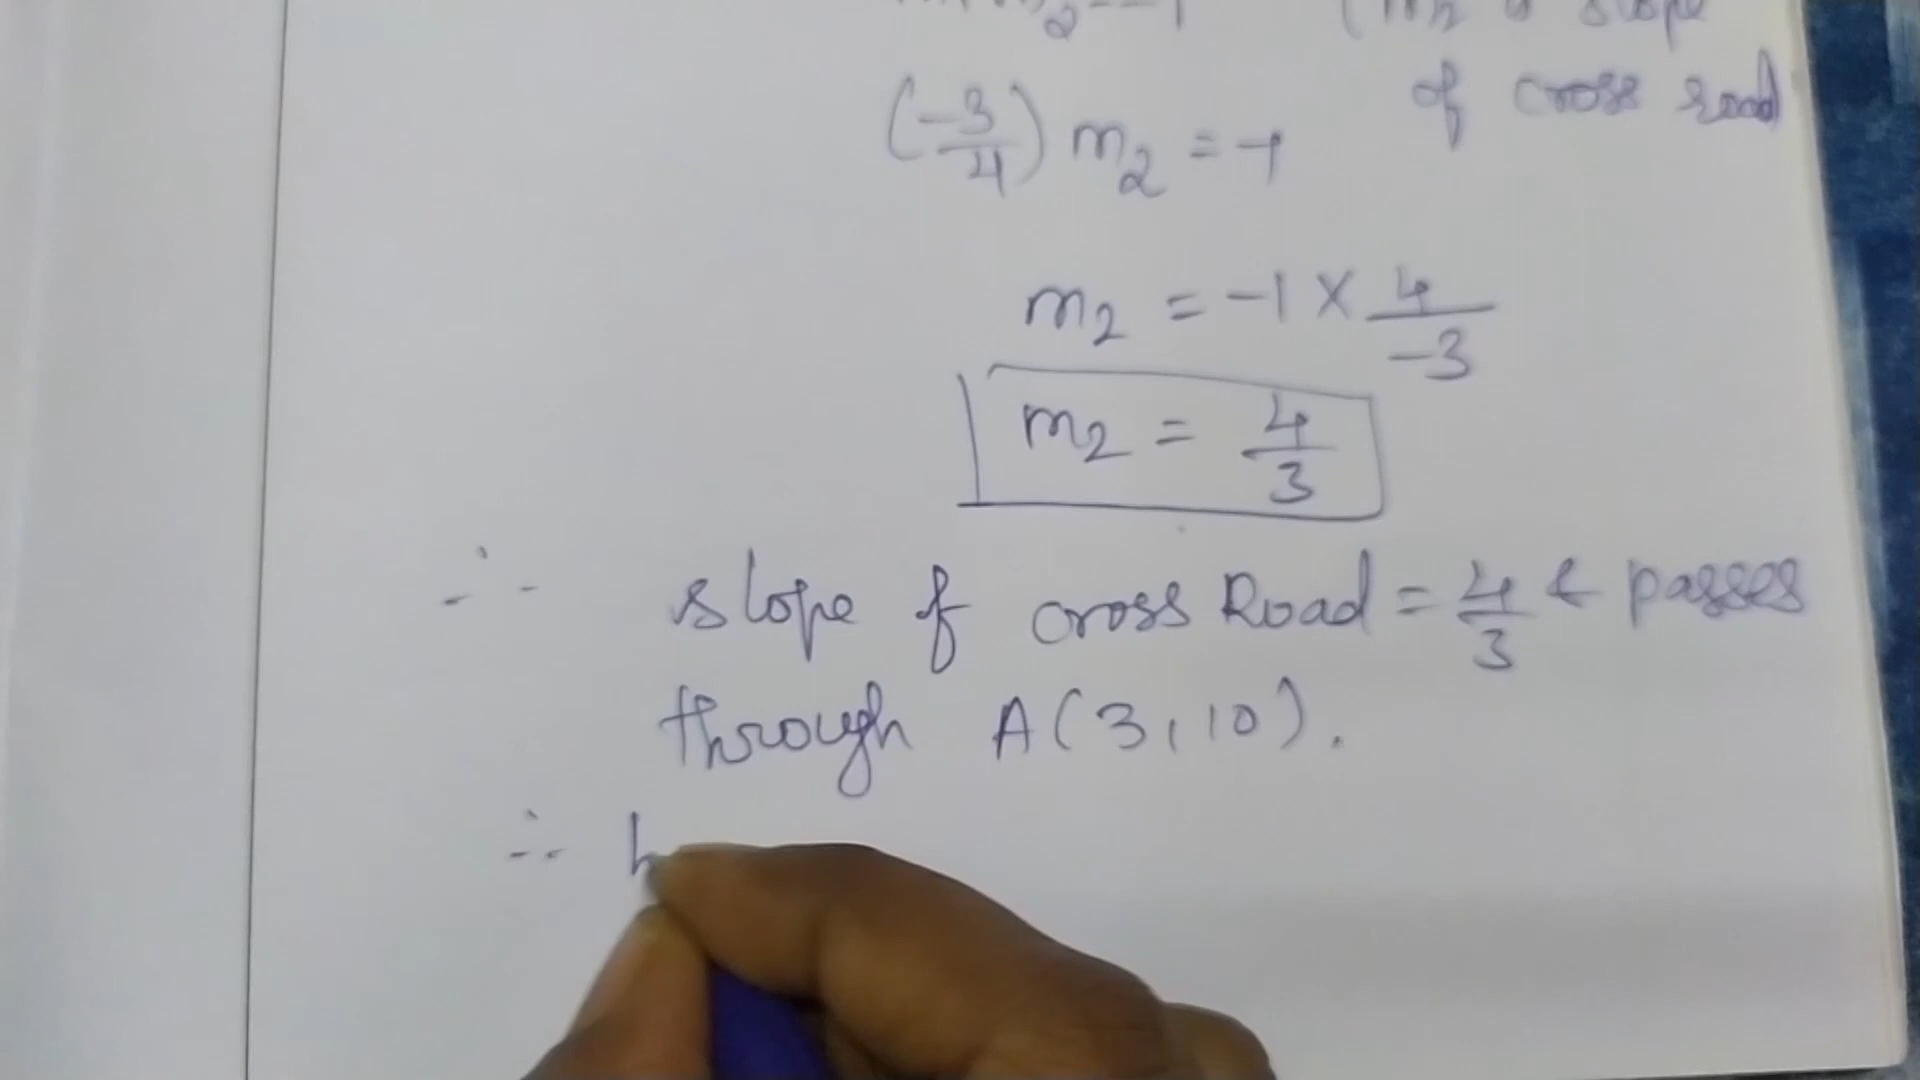 of cross road
(-3/4) m2 = -1
m2 = -1 × 4/-3
m2 = 4/3
∴ slope of cross Road = 4/3 & passes
through A(3,10).
∴